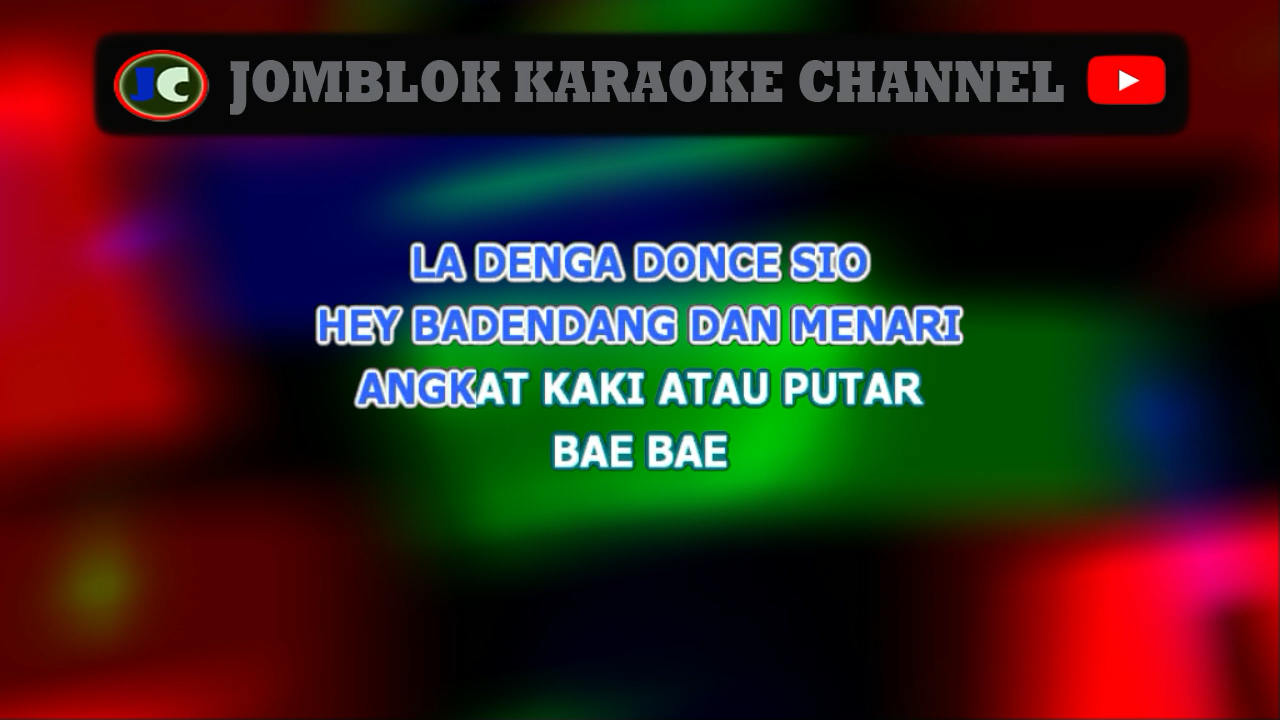 JC JOMBLOK KARAOKE CHANNEL
LA DENGA DONCE SIO
HEY BADENDANG DAN MENARI
ANGKAT KAKI ATAU PUTAR
BAE BAE